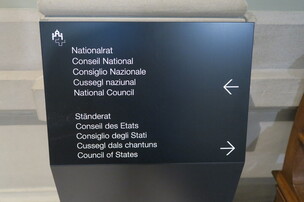 Nationalrat
Conseil National
Consiglio Nazionale
Cussegl naziunal
National Council
Ständerat
Conseil des Etats
Consiglio degli Stati
Cussegl dals chantuns
Council of States